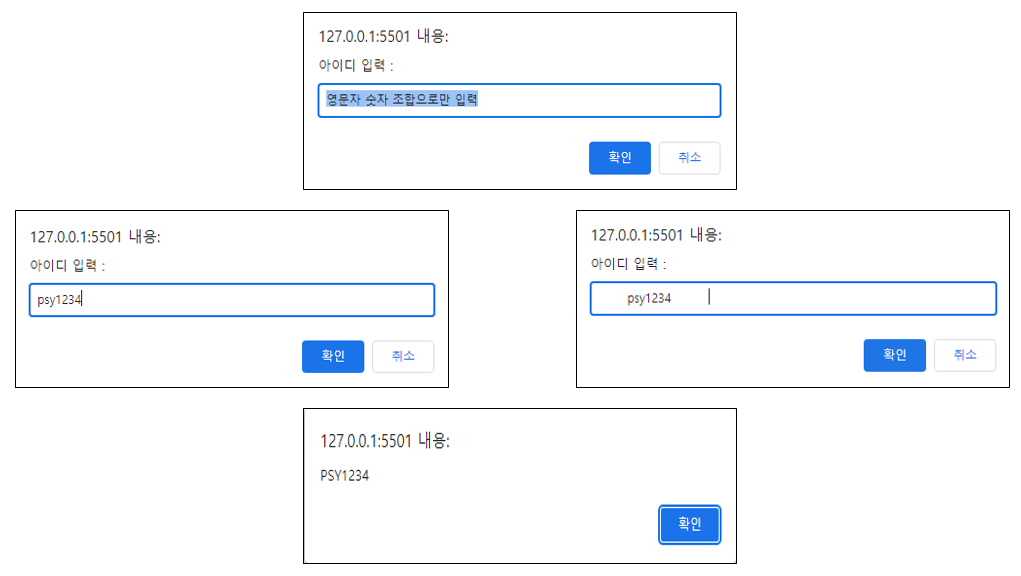 127.0.0.1:5501 내용:
아이디 입력 :
영문자 숫자 조합으로만 입력
확인 취소
127.0.0.1:5501 내용:
아이디 입력 :
psy1234
확인 취소
127.0.0.1:5501 내용:
아이디 입력 :
psy1234
확인 취소
127.0.0.1:5501 내용:
PSY1234
확인